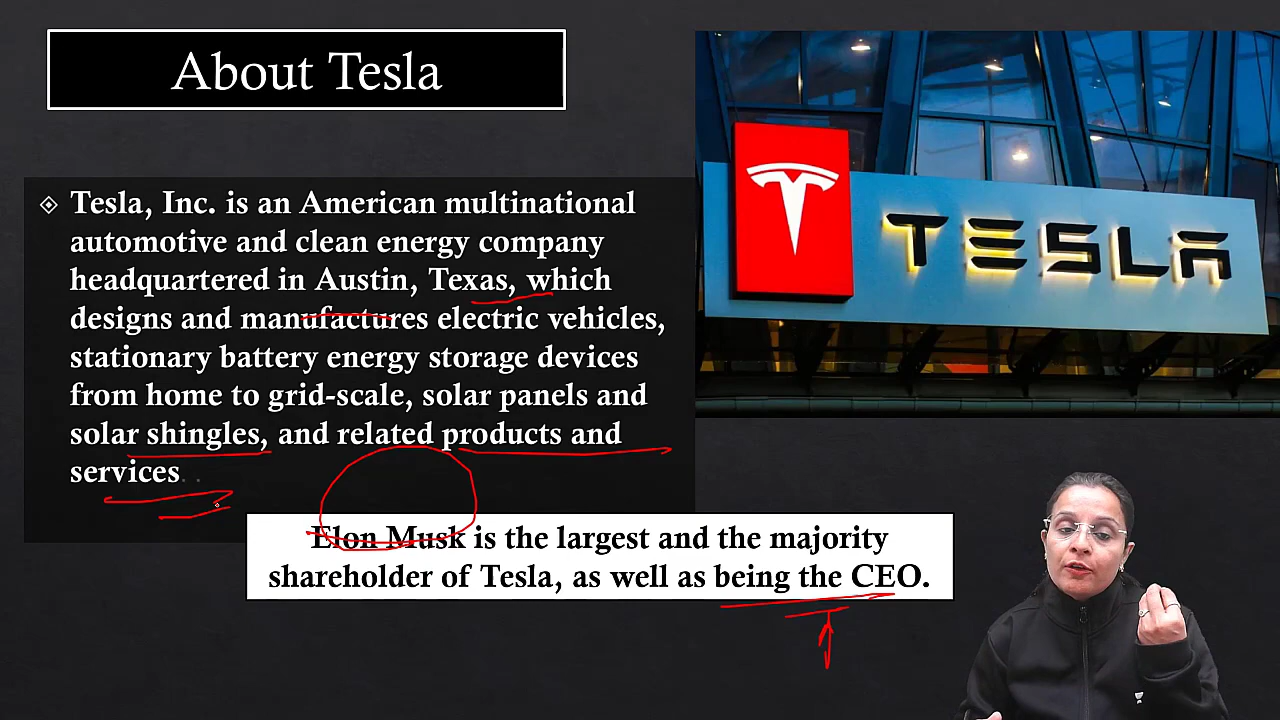 About Tesla
Tesla, Inc. is an American multinational
automotive and clean energy company
headquartered in Austin, Texas, which
designs and manufactures electric vehicles,
stationary battery energy storage devices
from home to grid-scale, solar panels and
solar shingles, and related products and
services. .
TESLA
Elon Musk is the largest and the majority
shareholder of Tesla, as well as being the CEO.